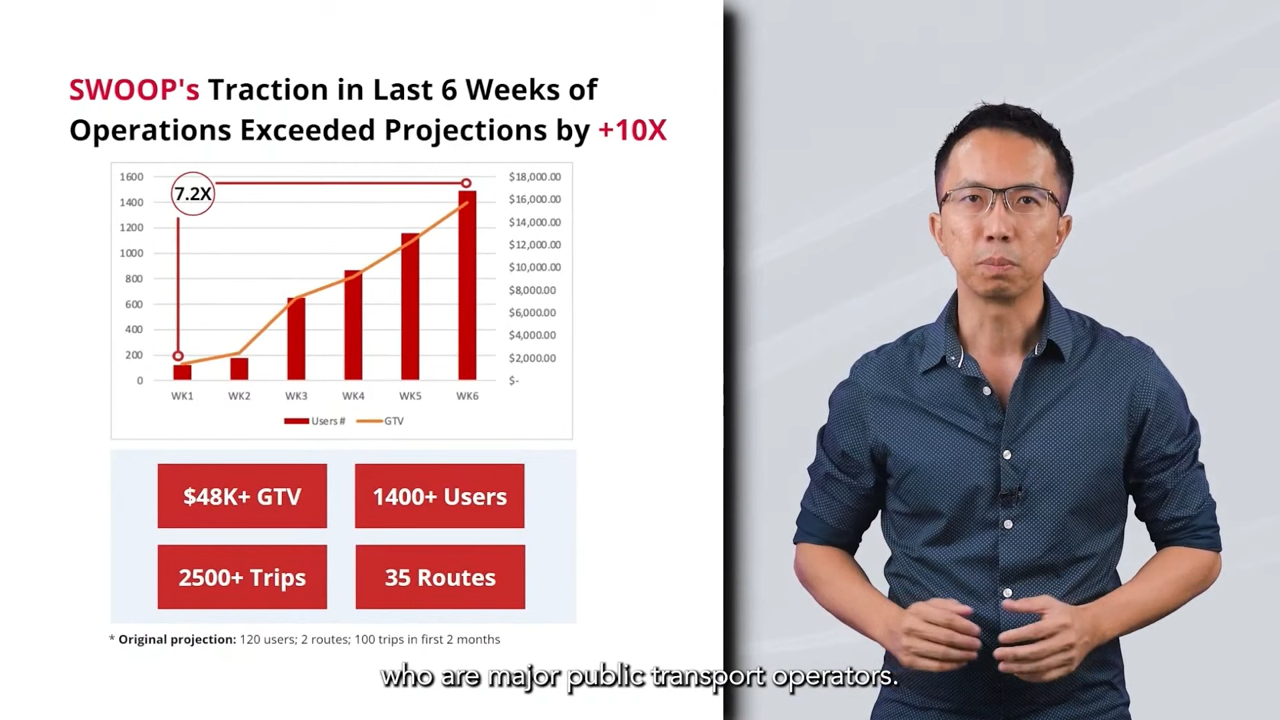 SWOOP's Traction in Last 6 Weeks of
Operations Exceeded Projections by +10X
7.2X
1600
1400
1200
1000
800
600
400
200
0
$18,000.00
$16,000.00
$14,000.00
$12,000.00
$10,000.00
$8,000.00
$6,000.00
$4,000.00
$2,000.00
$-
WK1 WK2 WK3 WK4 WK5 WK6
Users # GTV
$48K+ GTV
1400+ Users
2500+ Trips
35 Routes
* Original projection: 120 users; 2 routes; 100 trips in first 2 months
who are major public transport operators.